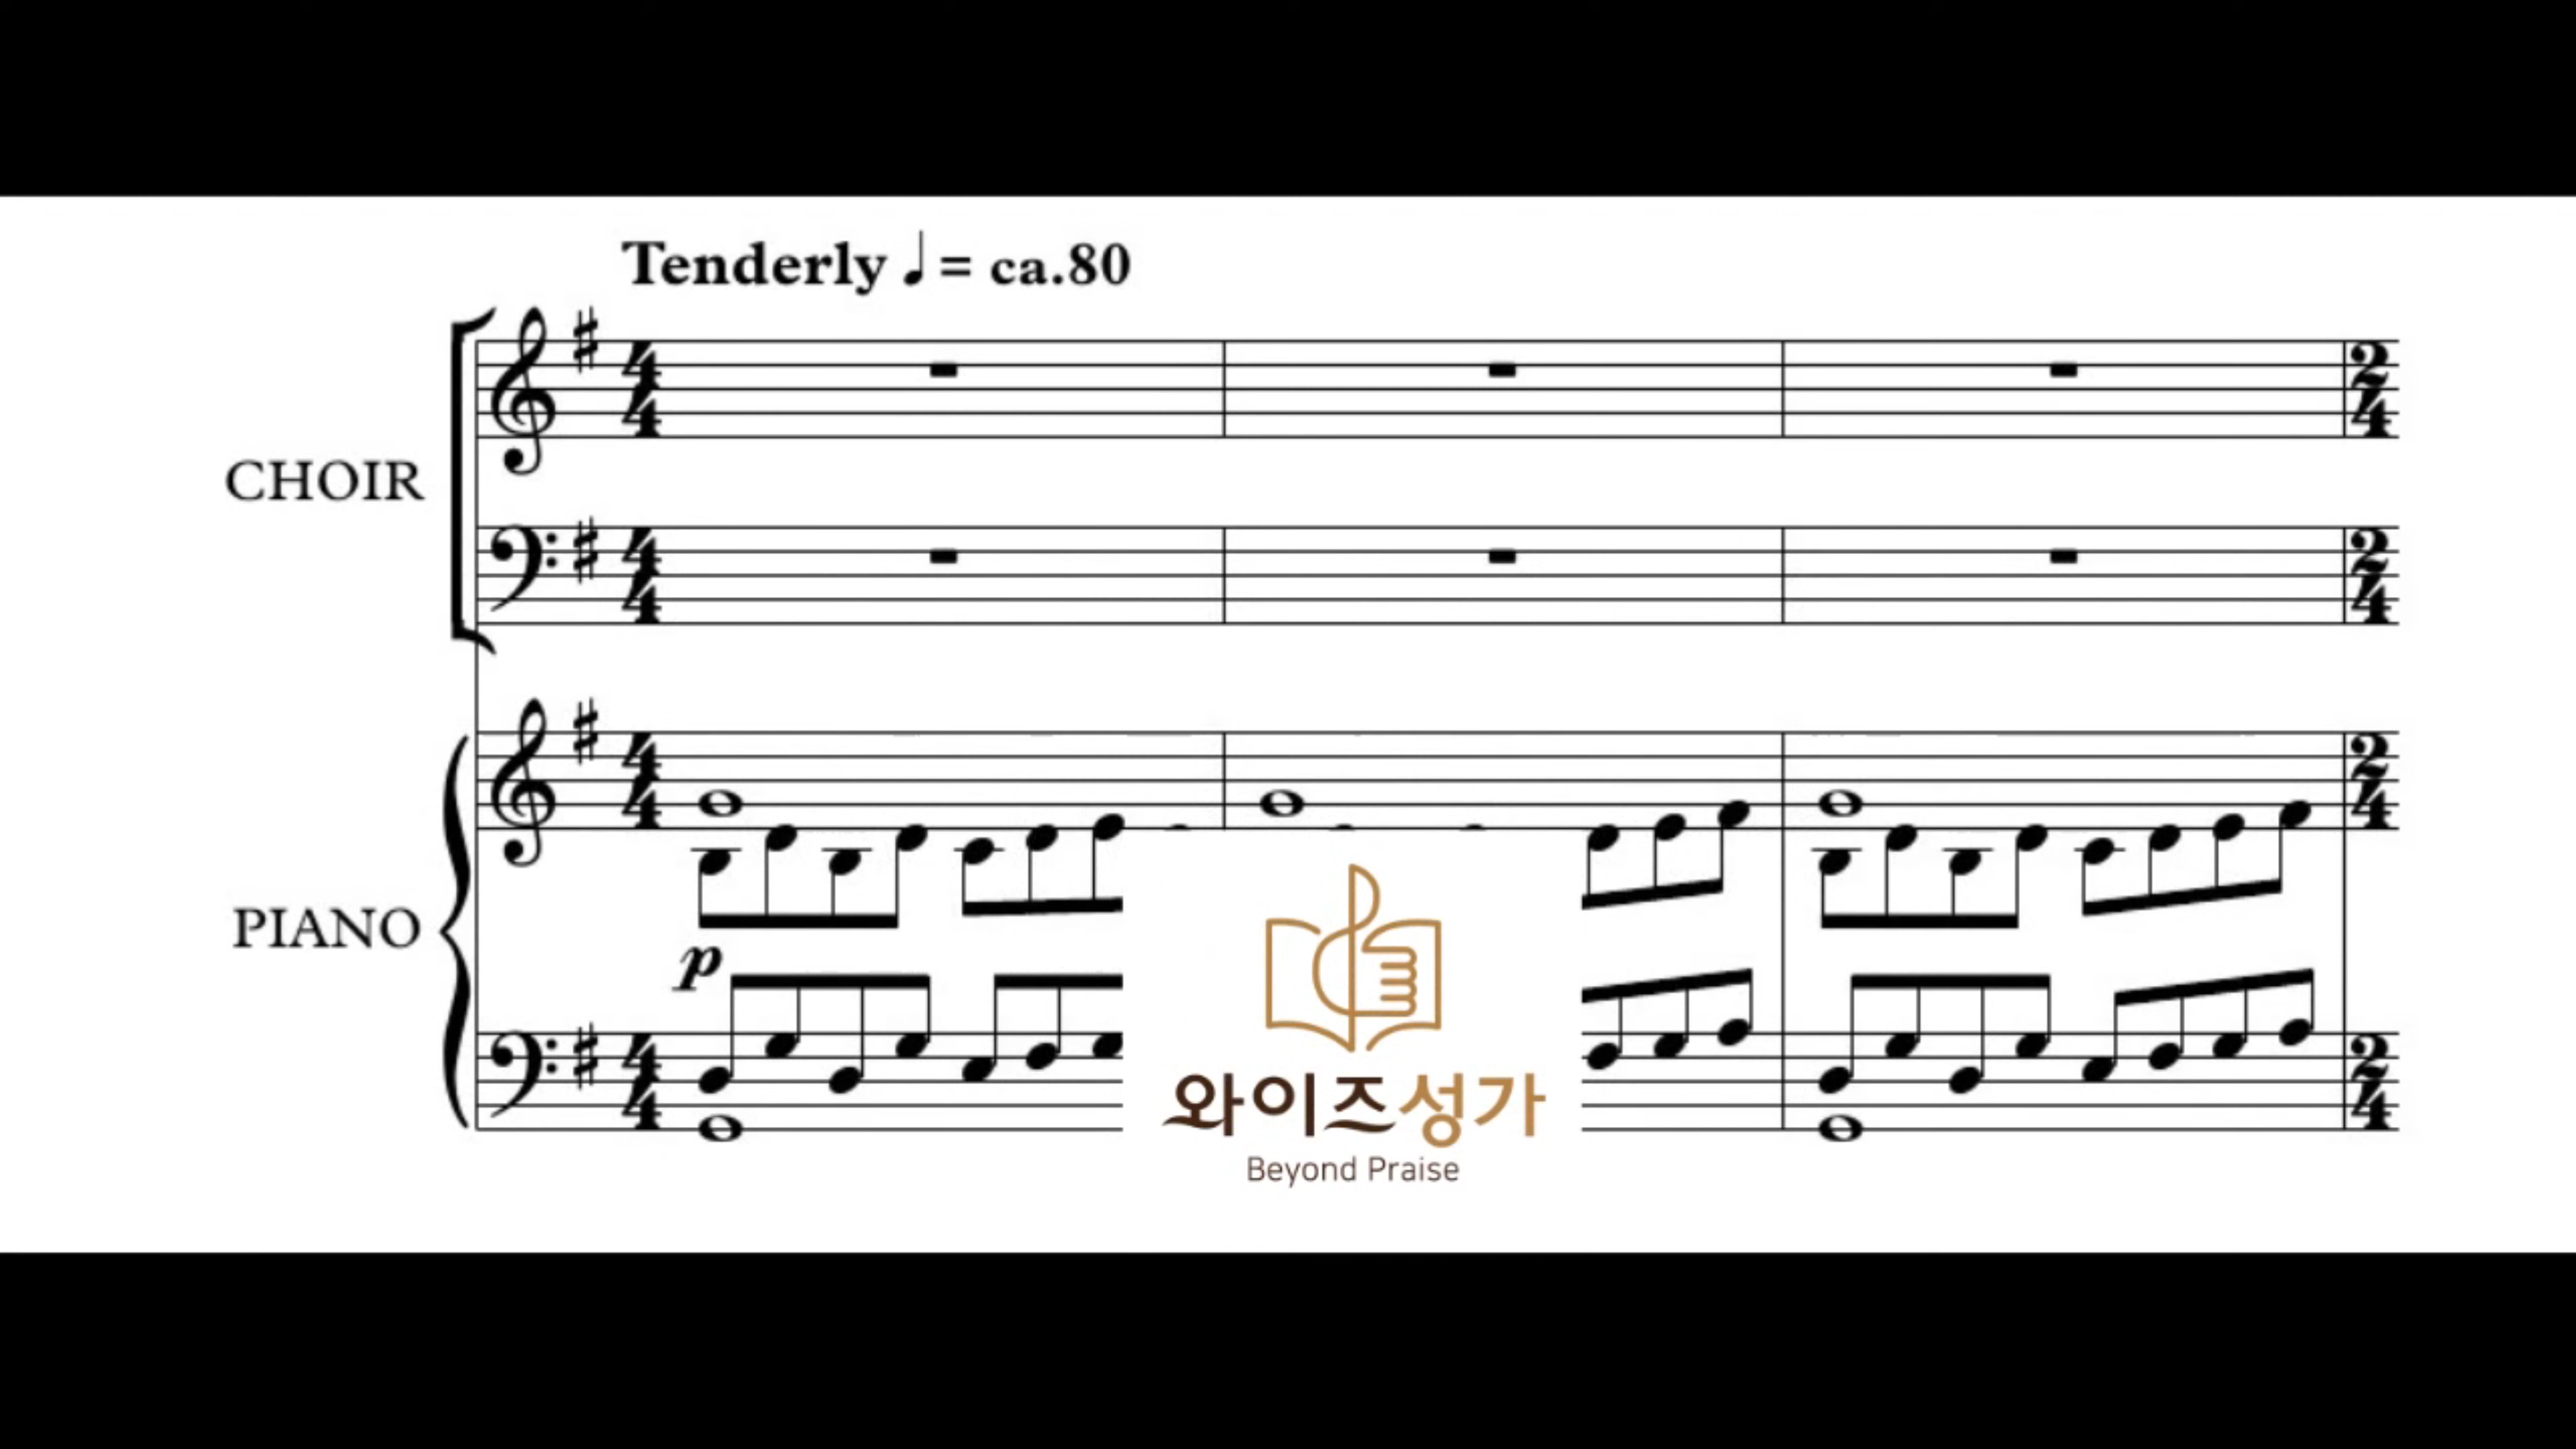 Tenderly ♩= ca.80
CHOIR
PIANO
p
와이즈성가
Beyond Praise